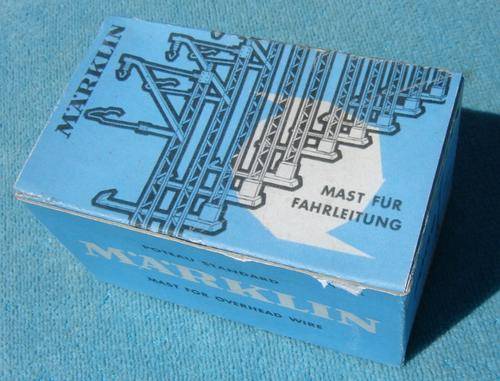 MÄRKLIN
MAST FÜR
FAHRLEITUNG
POTEAU STANDARD
MÄRKLIN
MAST FOR OVERHEAD WIRE